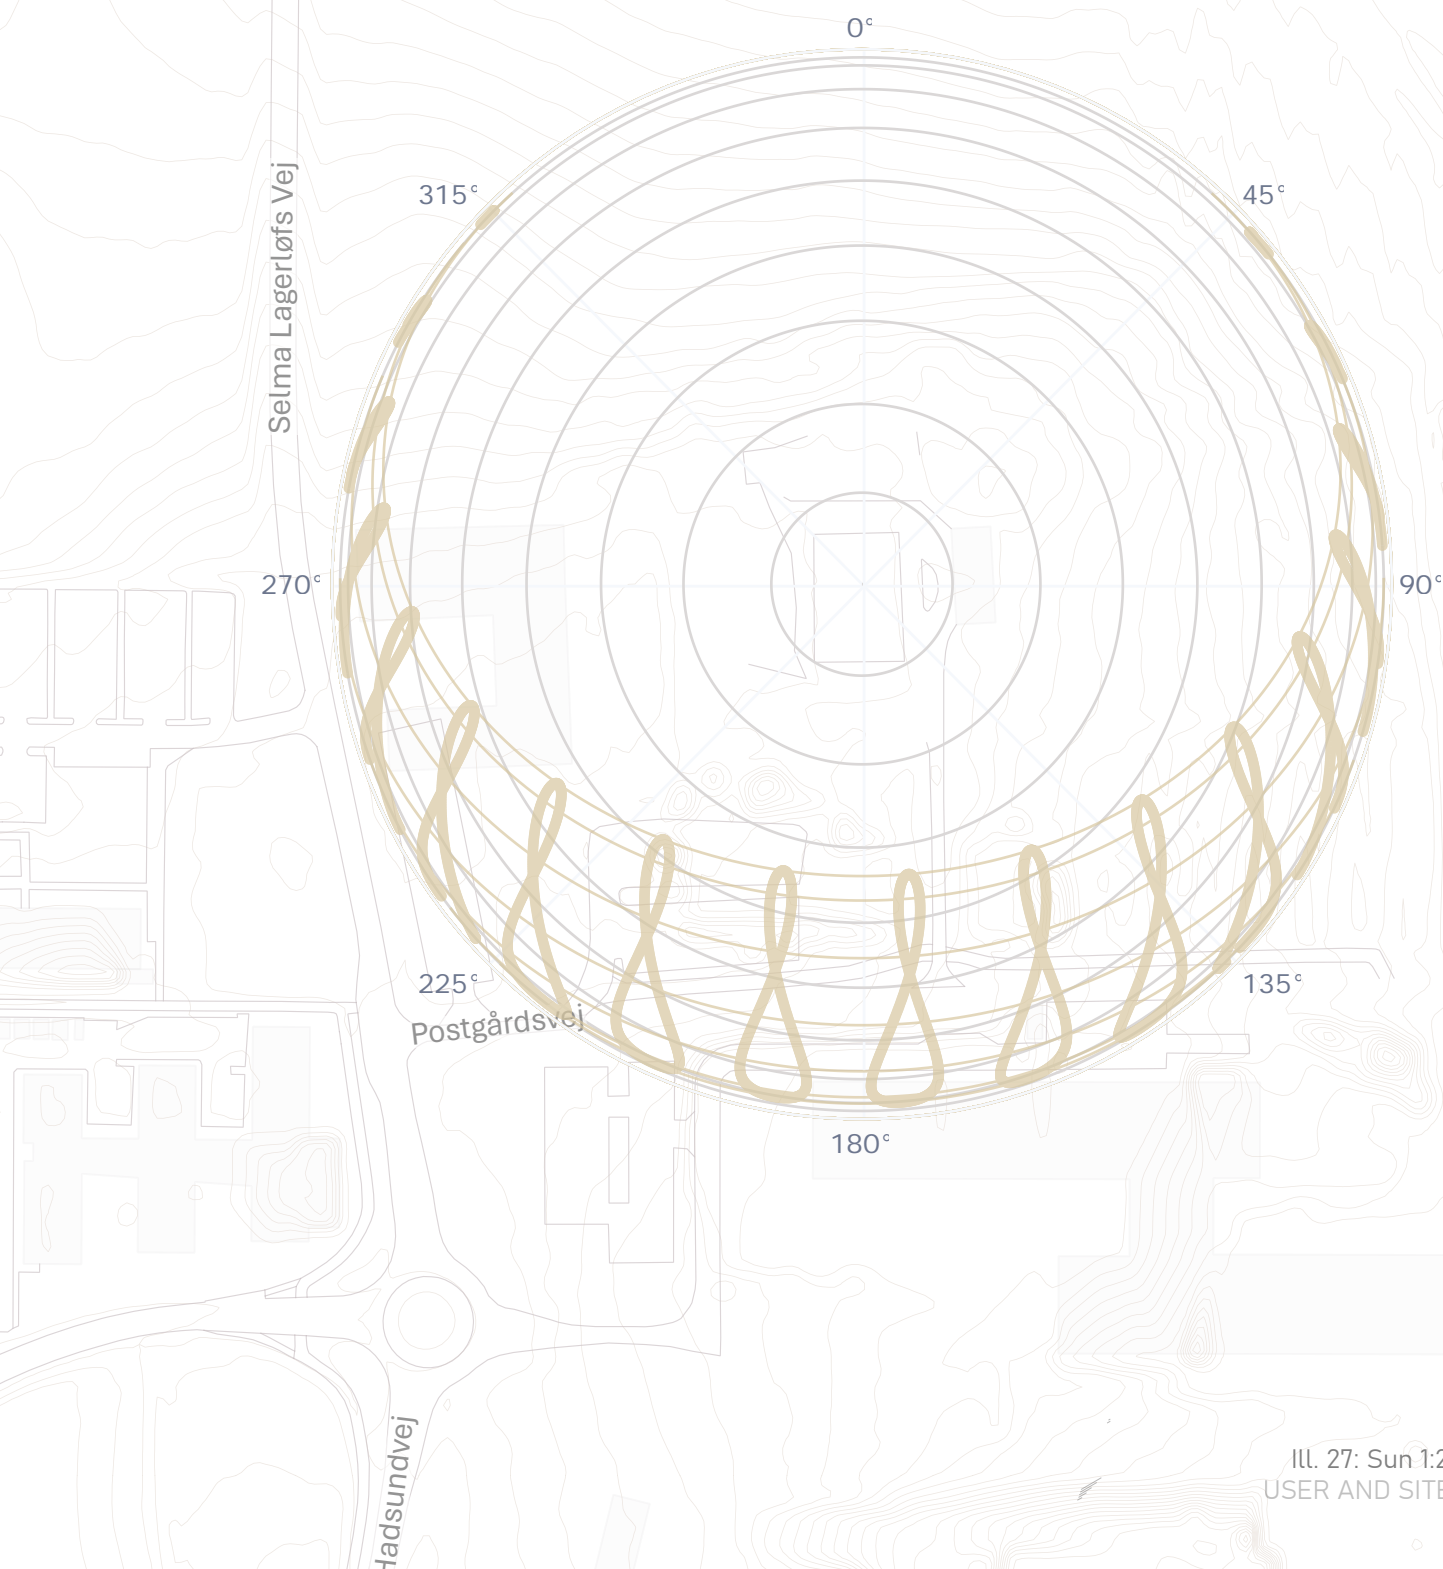 0°
315°
45°
Selma Lagerløfs Vej
270°
90°
225°
135°
Postgårdsvej
180°
Hadsundvej
Ill. 27: Sun 1:2
USER AND SITE